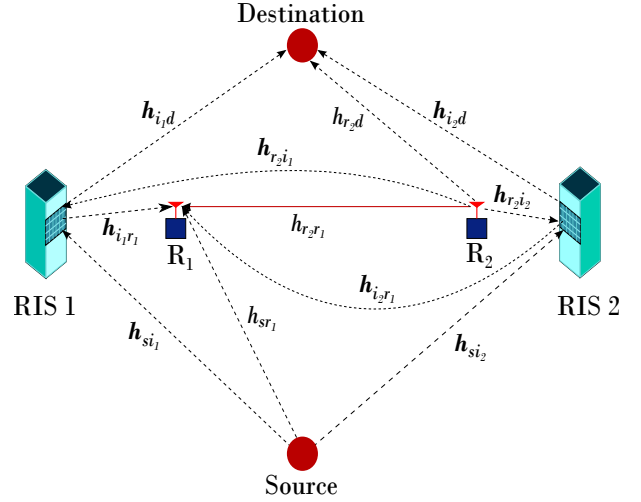 Destination
h_{i_1d}
h_{r_2d}
h_{i_2d}
h_{r_2i_1}
h_{r_2i_2}
h_{i_1r_1}
h_{r_2r_1}
R_1
R_2
RIS 1
RIS 2
h_{i_2r_1}
h_{sr_1}
h_{si_1}
h_{si_2}
Source